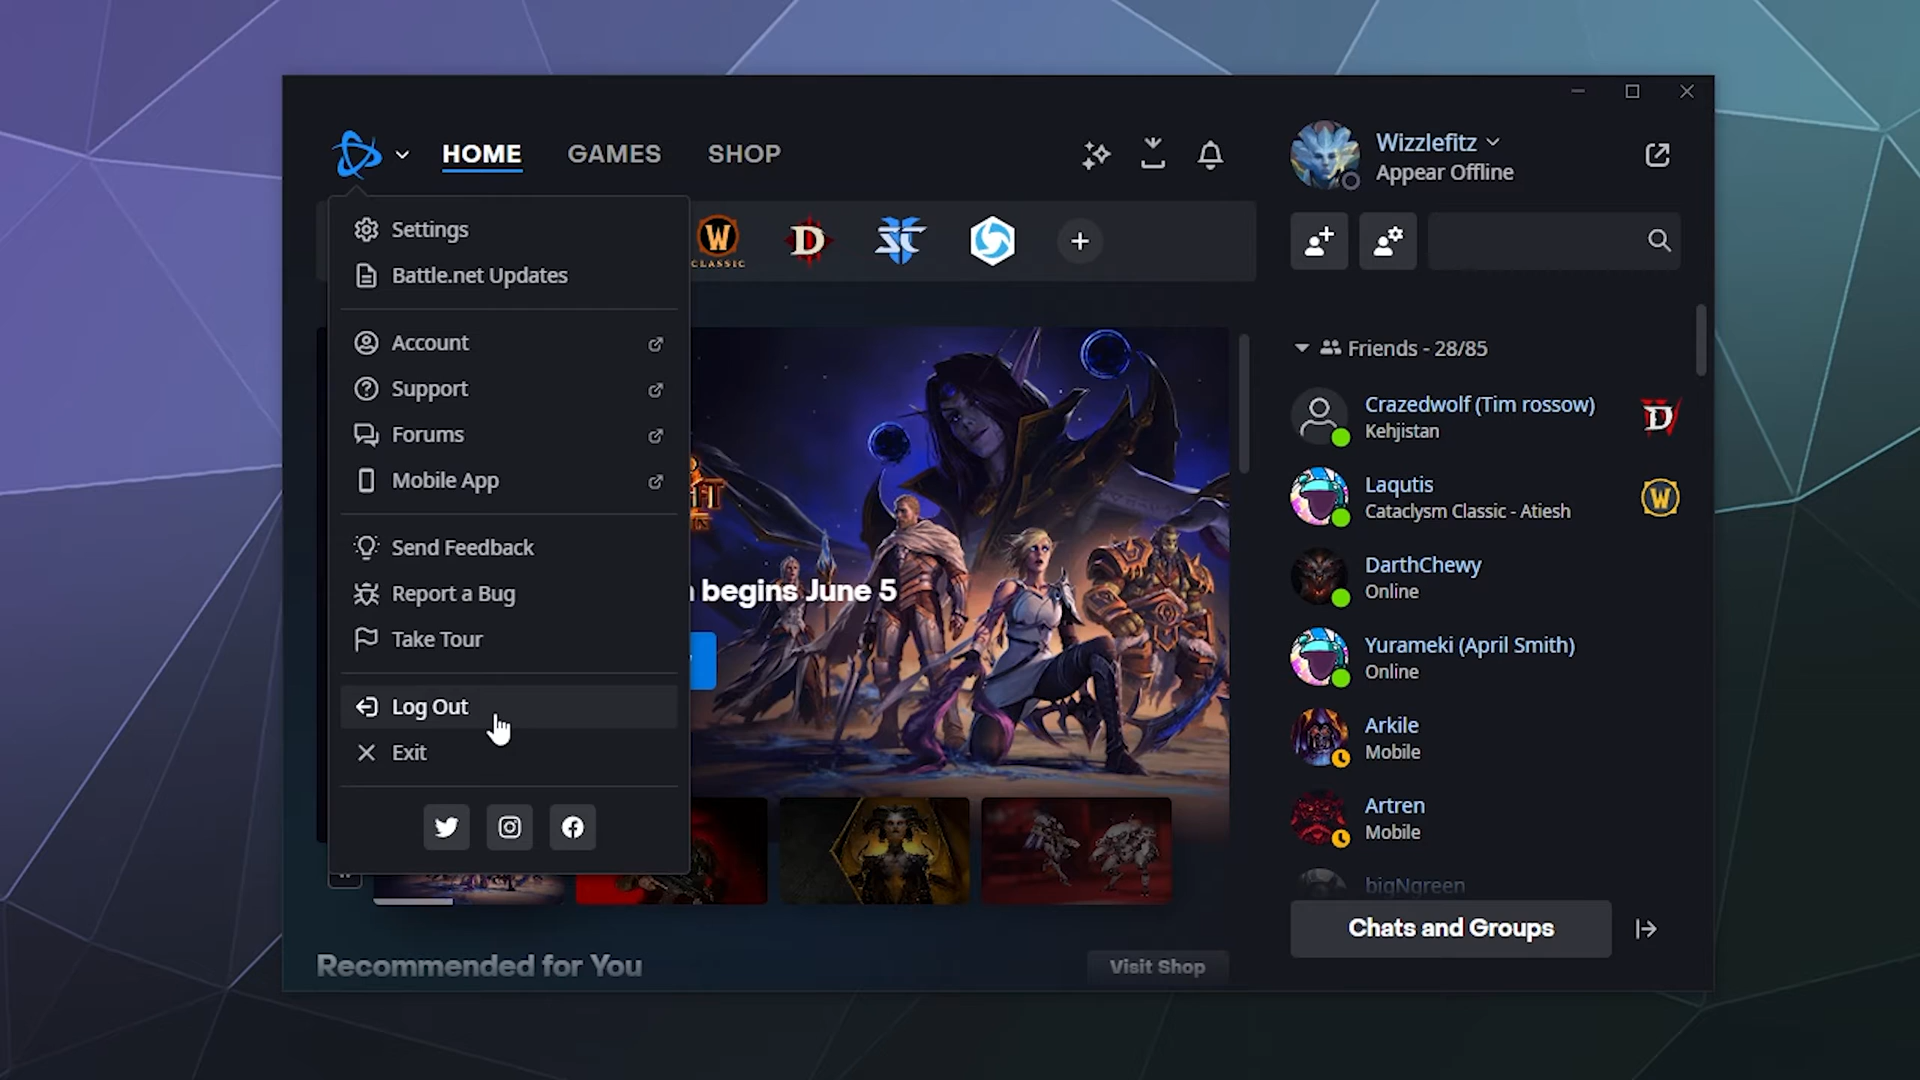 HOME
GAMES
SHOP
Wizzlefitz
Appear Offline
Settings
Battle.net Updates
Account
Support
Forums
Mobile App
Send Feedback
Report a Bug
Take Tour
Log Out
Exit
W
CLASSIC
D
begins June 5
Friends - 28/85
Crazedwolf (Tim rossow)
Kehjistan
D
Laqutis
Cataclysm Classic - Atiesh
W
DarthChewy
Online
Yurameki (April Smith)
Online
Arkile
Mobile
Artren
Mobile
bigNgreen
Chats and Groups
Recommended for You
Visit Shop